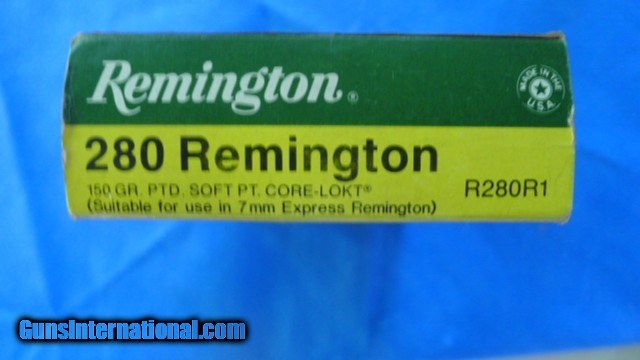 Remington®
MADE IN THE U.S.A.
280 Remington
150 GR. PTD. SOFT PT. CORE-LOKT® R280R1
(Suitable for use in 7mm Express Remington)
GunsInternational.com